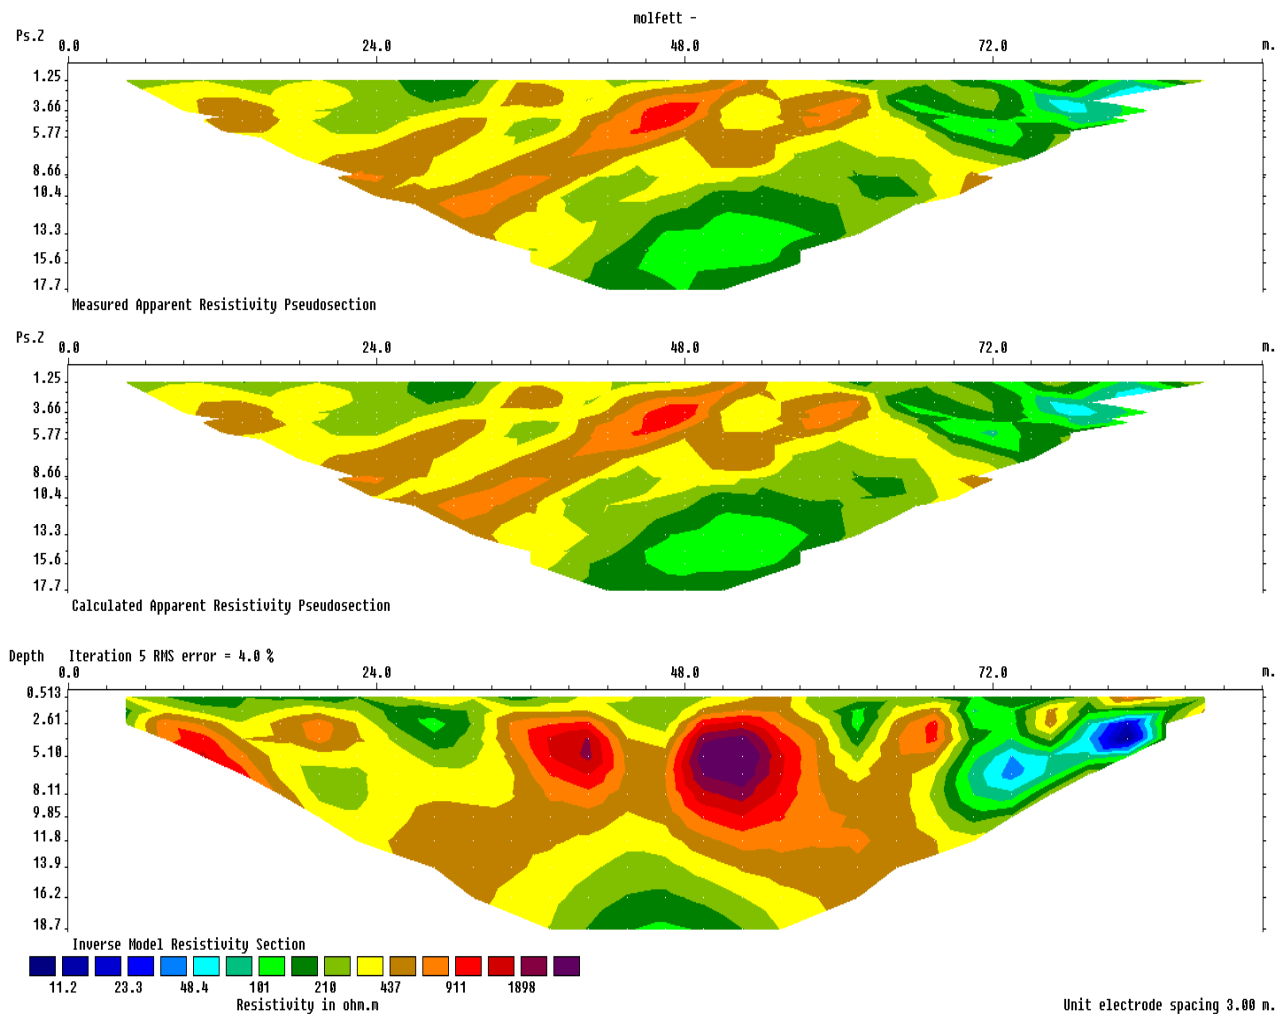 molfett -
Ps.Z
0.0 24.0 48.0 72.0 m.
1.25
3.66
5.77
8.66
10.4
13.3
15.6
17.7
Measured Apparent Resistivity Pseudosection
Ps.Z
0.0 24.0 48.0 72.0 m.
1.25
3.66
5.77
8.66
10.4
13.3
15.6
17.7
Calculated Apparent Resistivity Pseudosection
Depth Iteration 5 RMS error = 4.0 %
0.0 24.0 48.0 72.0 m.
0.513
2.61
5.10
8.11
9.85
11.8
13.9
16.2
18.7
Inverse Model Resistivity Section
11.2 23.3 48.4 101 210 437 911 1898
Resistivity in ohm.m Unit electrode spacing 3.00 m.